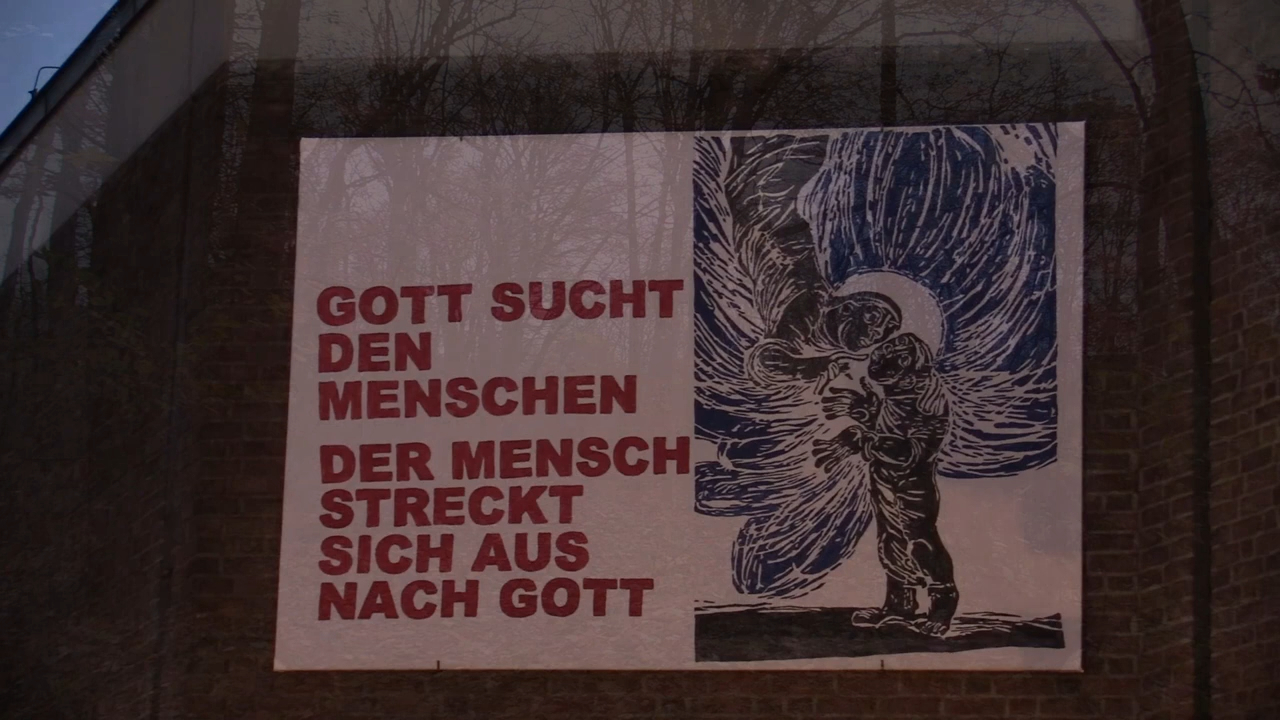 GOTT SUCHT
DEN
MENSCHEN
DER MENSCH
STRECKT
SICH AUS
NACH GOTT